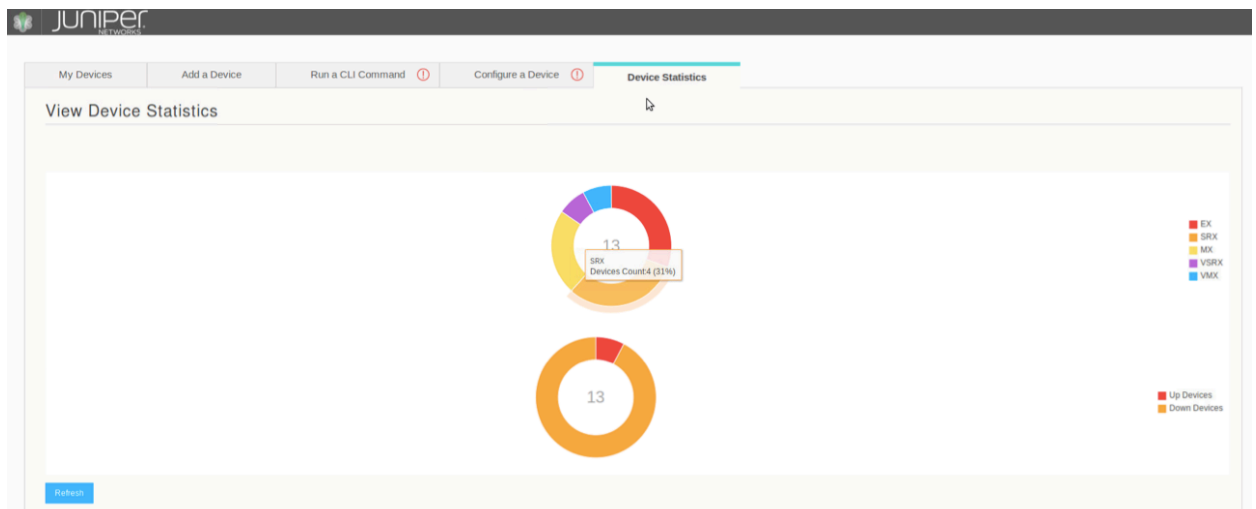 JUNIPEr
NETWORKS
My Devices
Add a Device
Run a CLI Command
Configure a Device
Device Statistics
View Device Statistics
13
SRX
Devices Count:4 (31%)
EX
SRX
MX
VSRX
VMX
13
Up Devices
Down Devices
Refresh